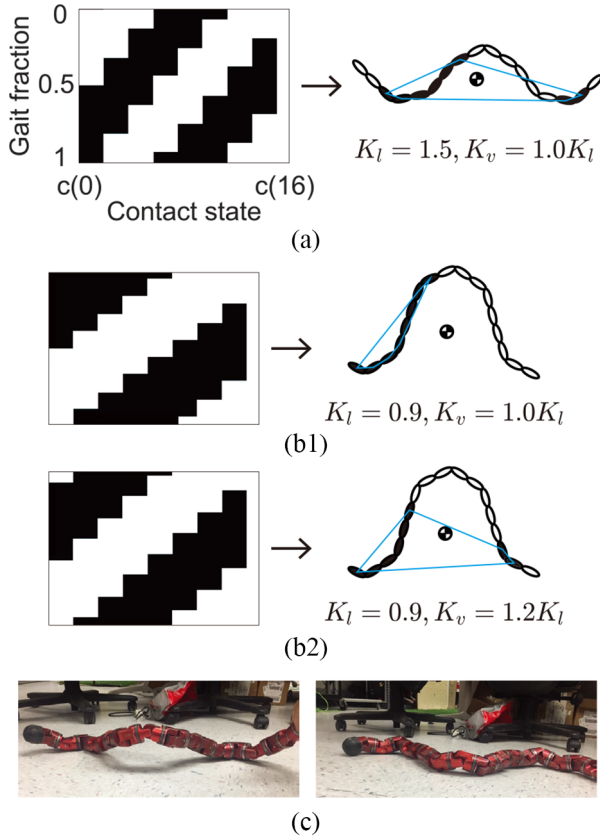 0
0.5
1
Gait fraction
c(0) c(16)
Contact state
K_l = 1.5, K_v = 1.0K_l
(a)
K_l = 0.9, K_v = 1.0K_l
(b1)
K_l = 0.9, K_v = 1.2K_l
(b2)
(c)